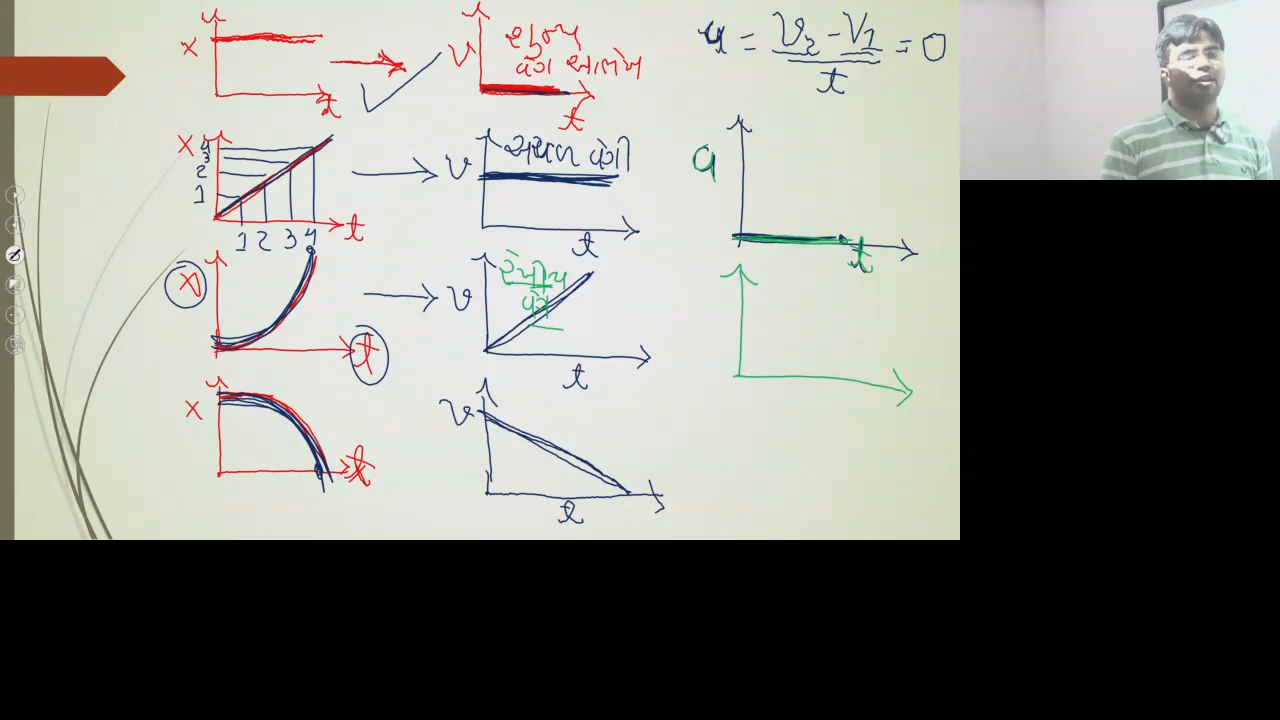 x
t
v
શૂન્ય
વેગ આલેખ
t
a = v₂ - v₁ / t = 0
x 4
3
2
1
1 2 3 4 t
v
અચળ વેગી
t
a
t
x
t
v
વેગ
t
x
t
v
t